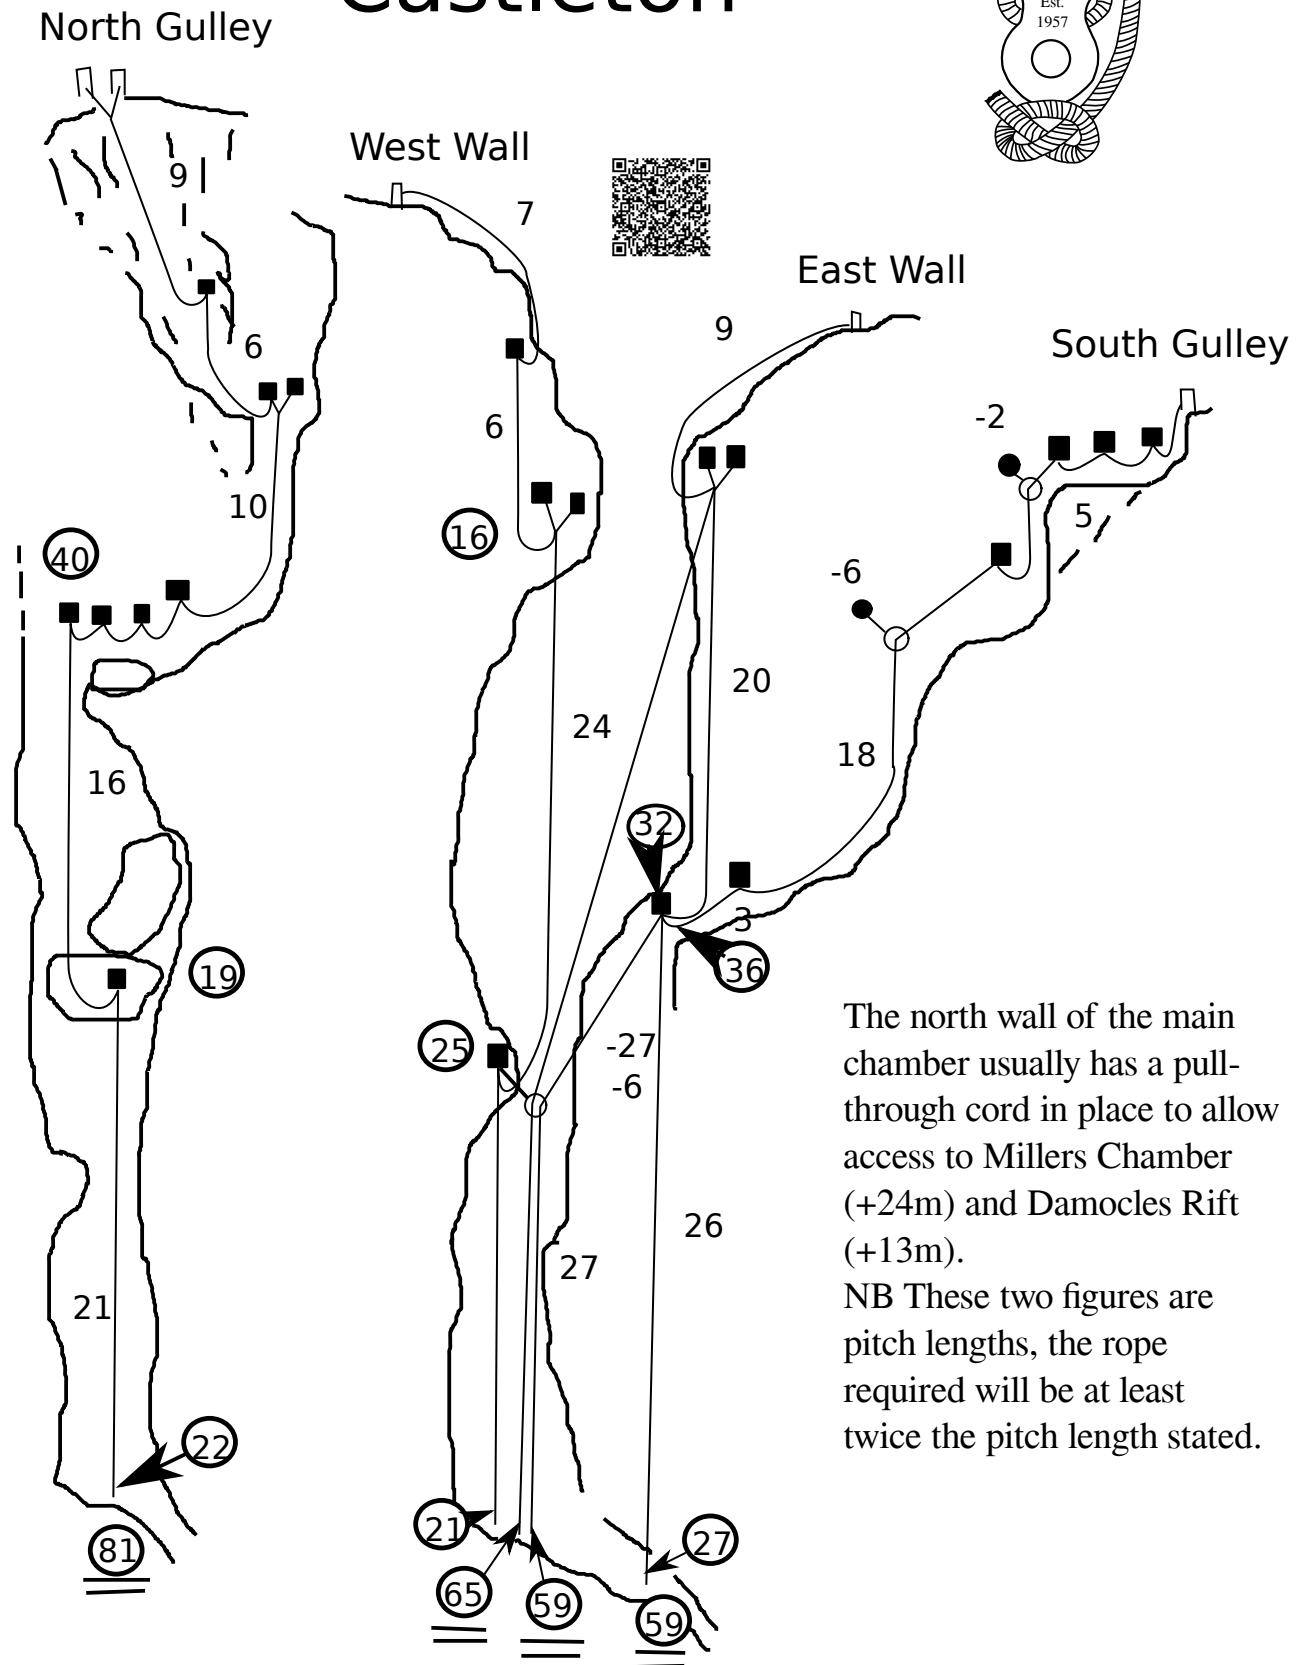 Castleton
Est.
1957
North Gulley
West Wall
East Wall
South Gulley
9
7
9
6
-2
6
5
10
16
40
-6
20
24
18
16
32
3
36
19
25
-27
-6
26
27
21
22
21
27
81
65
59
59
The north wall of the main
chamber usually has a pull-
through cord in place to allow
access to Millers Chamber
(+24m) and Damocles Rift
(+13m).
NB These two figures are
pitch lengths, the rope
required will be at least
twice the pitch length stated.